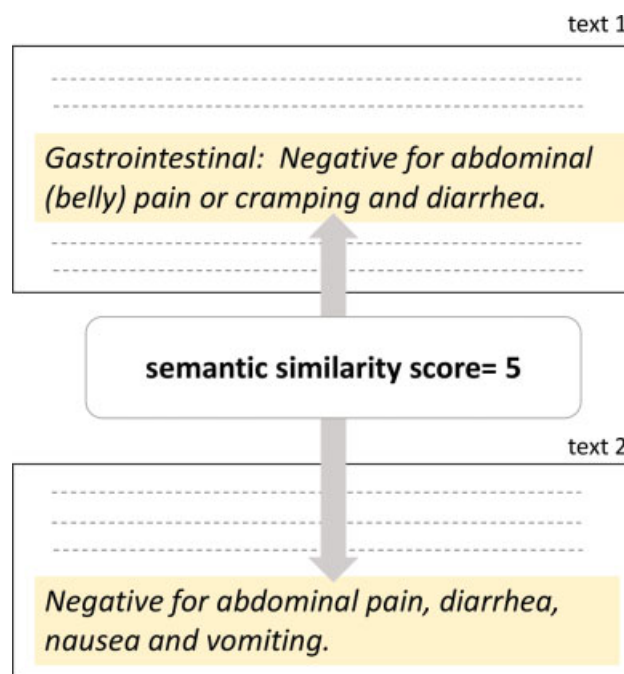 text 1
Gastrointestinal:  Negative for abdominal
(belly) pain or cramping and diarrhea.
semantic similarity score= 5
text 2
Negative for abdominal pain, diarrhea,
nausea and vomiting.